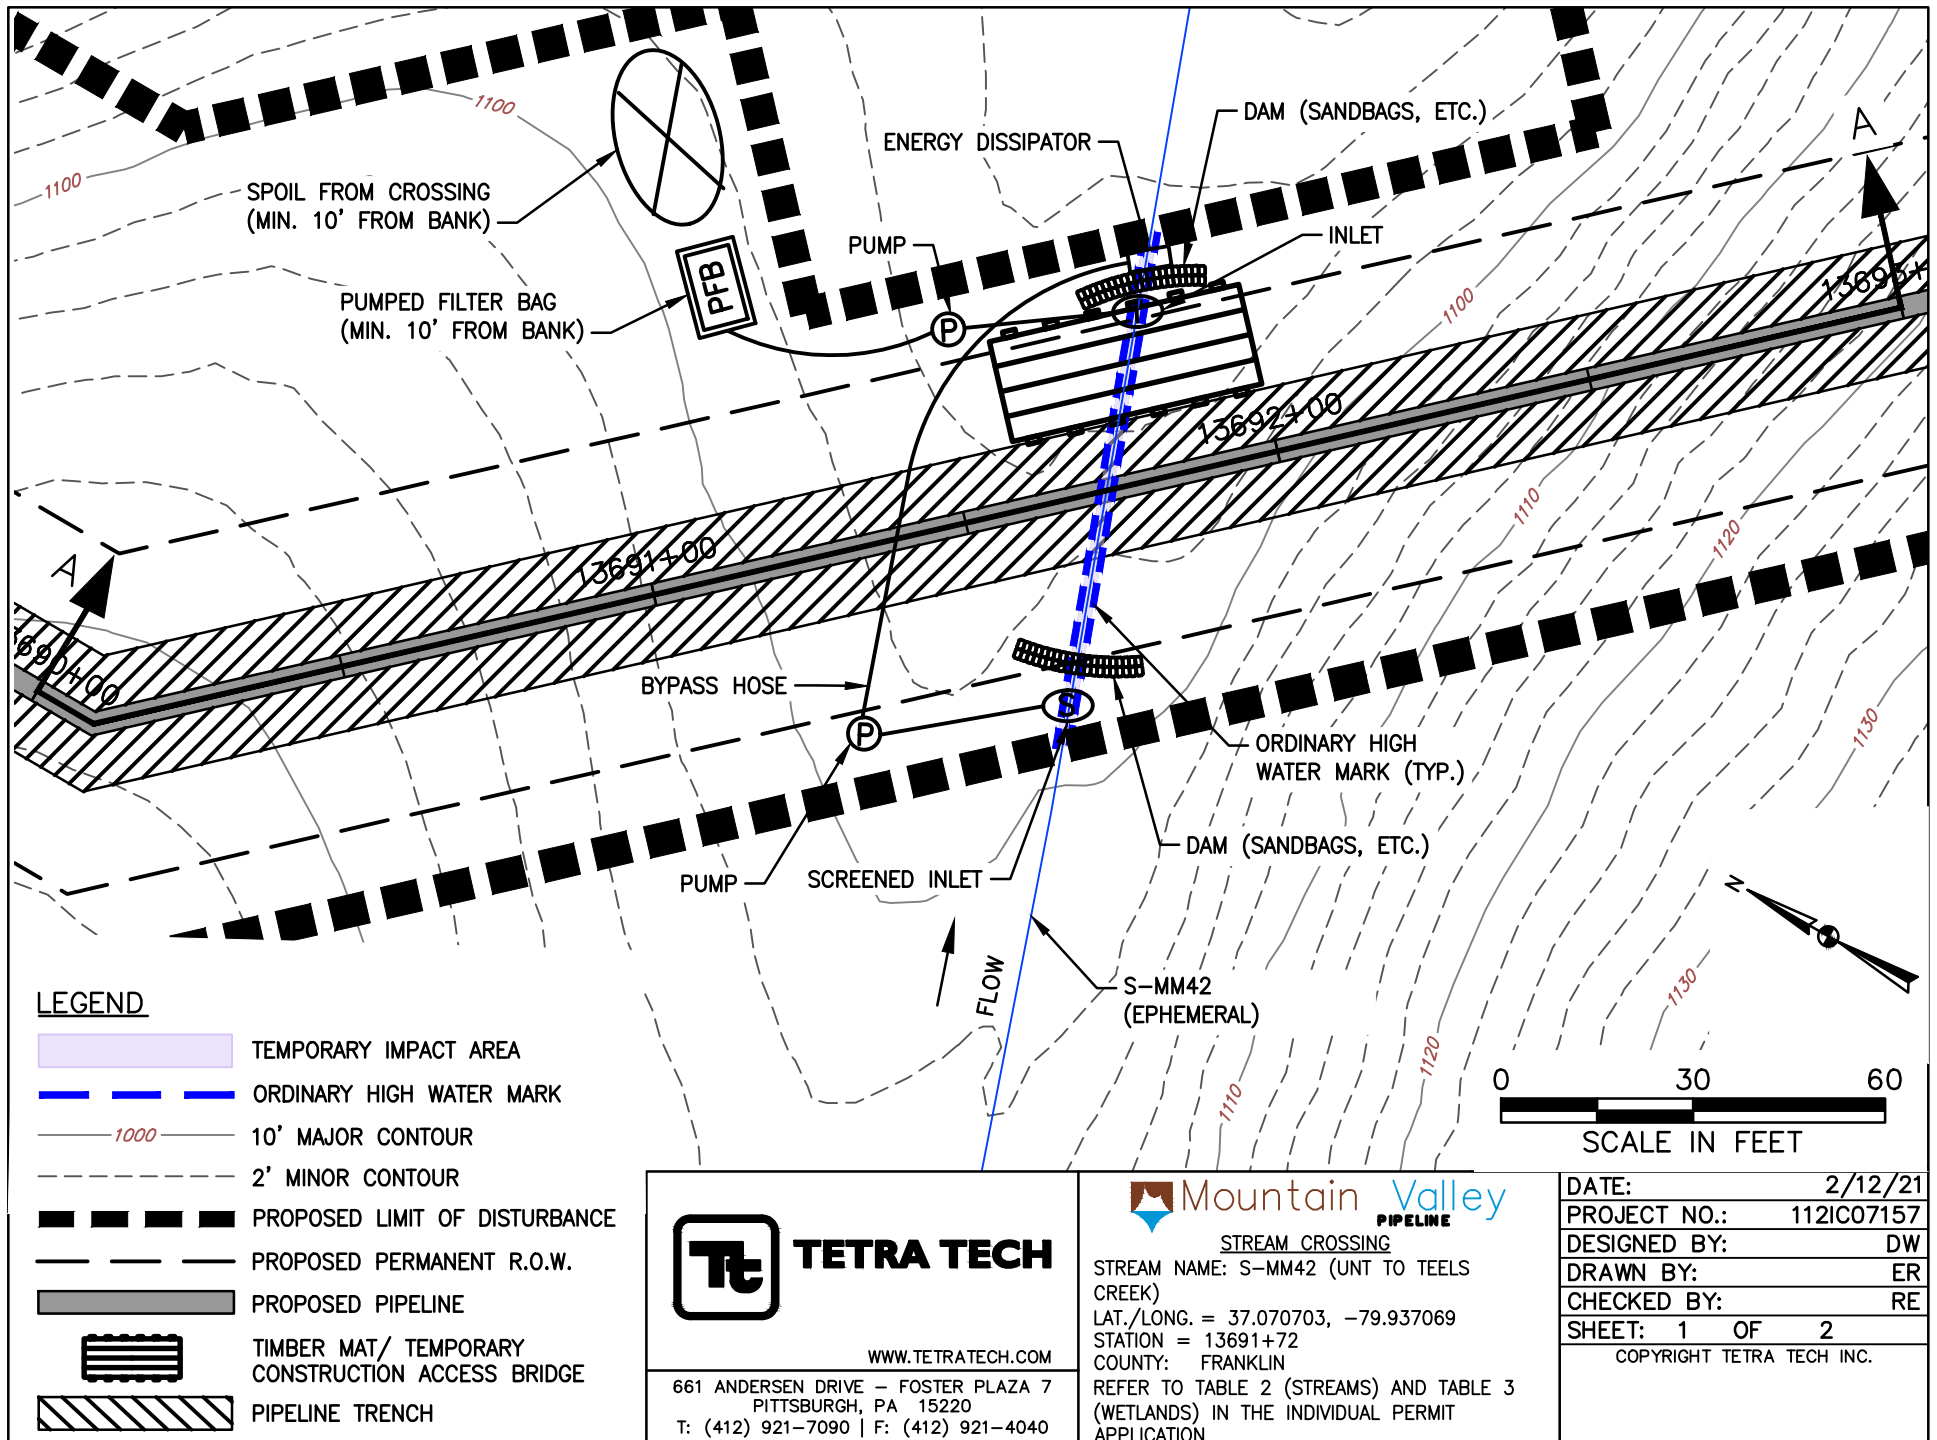 1100
1100
SPOIL FROM CROSSING
(MIN. 10' FROM BANK)
PUMPED FILTER BAG
(MIN. 10' FROM BANK)
PFB
ENERGY DISSIPATOR
DAM (SANDBAGS, ETC.)
PUMP
INLET
P
I
A
13693+
1100
13692+00
1110
1120
13691+00
A
13690+00
BYPASS HOSE
P
S
ORDINARY HIGH
WATER MARK (TYP.)
1130
DAM (SANDBAGS, ETC.)
PUMP
SCREENED INLET
N
FLOW
S-MM42
(EPHEMERAL)
1130
1120
1110
LEGEND
TEMPORARY IMPACT AREA
ORDINARY HIGH WATER MARK
1000
10' MAJOR CONTOUR
2' MINOR CONTOUR
PROPOSED LIMIT OF DISTURBANCE
PROPOSED PERMANENT R.O.W.
PROPOSED PIPELINE
TIMBER MAT/ TEMPORARY
CONSTRUCTION ACCESS BRIDGE
PIPELINE TRENCH
0 30 60
SCALE IN FEET
Tt TETRA TECH
WWW.TETRATECH.COM
661 ANDERSEN DRIVE – FOSTER PLAZA 7
PITTSBURGH, PA 15220
T: (412) 921-7090 | F: (412) 921-4040
Mountain Valley
PIPELINE
STREAM CROSSING
STREAM NAME: S-MM42 (UNT TO TEELS
CREEK)
LAT./LONG. = 37.070703, -79.937069
STATION = 13691+72
COUNTY: FRANKLIN
REFER TO TABLE 2 (STREAMS) AND TABLE 3
(WETLANDS) IN THE INDIVIDUAL PERMIT
APPLICATION
DATE: 2/12/21
PROJECT NO.: 112IC07157
DESIGNED BY: DW
DRAWN BY: ER
CHECKED BY: RE
SHEET: 1 OF 2
COPYRIGHT TETRA TECH INC.